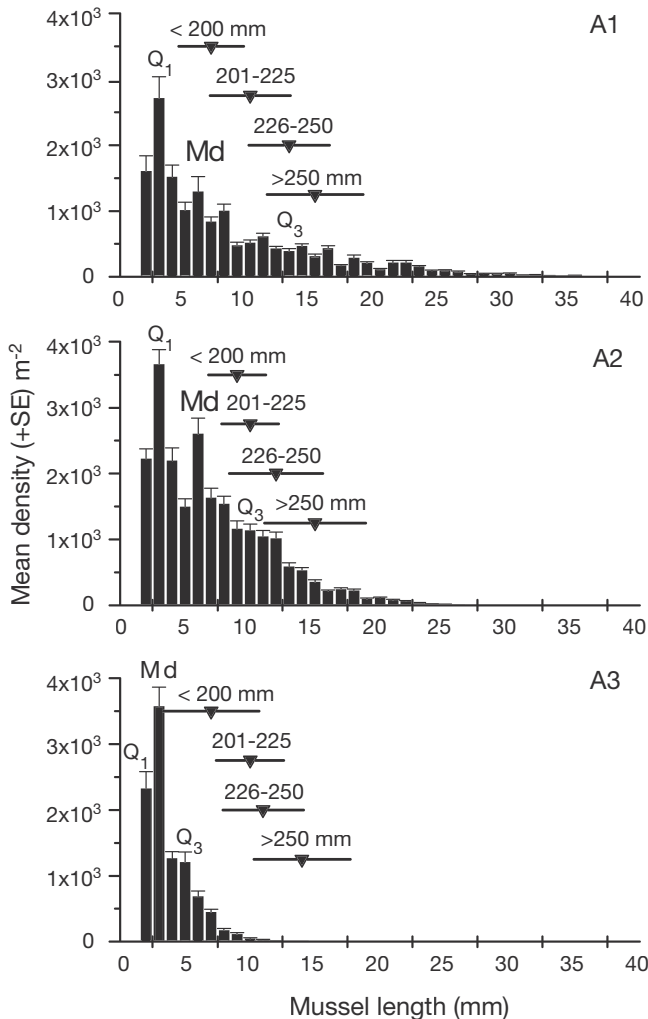 4x10³
< 200 mm
A1
Q₁
3x10³
201-225
226-250
2x10³
Md
>250 mm
1x10³
Q₃
0
0 5 10 15 20 25 30 35 40
Q₁
4x10³
< 200 mm
A2
Md
201-225
3x10³
226-250
2x10³
Q₃
>250 mm
1x10³
0
0 5 10 15 20 25 30 35 40
Mean density (+SE) m⁻²
Md
A3
4x10³
< 200 mm
Q₁
3x10³
201-225
226-250
2x10³
Q₃
>250 mm
1x10³
0
0 5 10 15 20 25 30 35 40
Mussel length (mm)